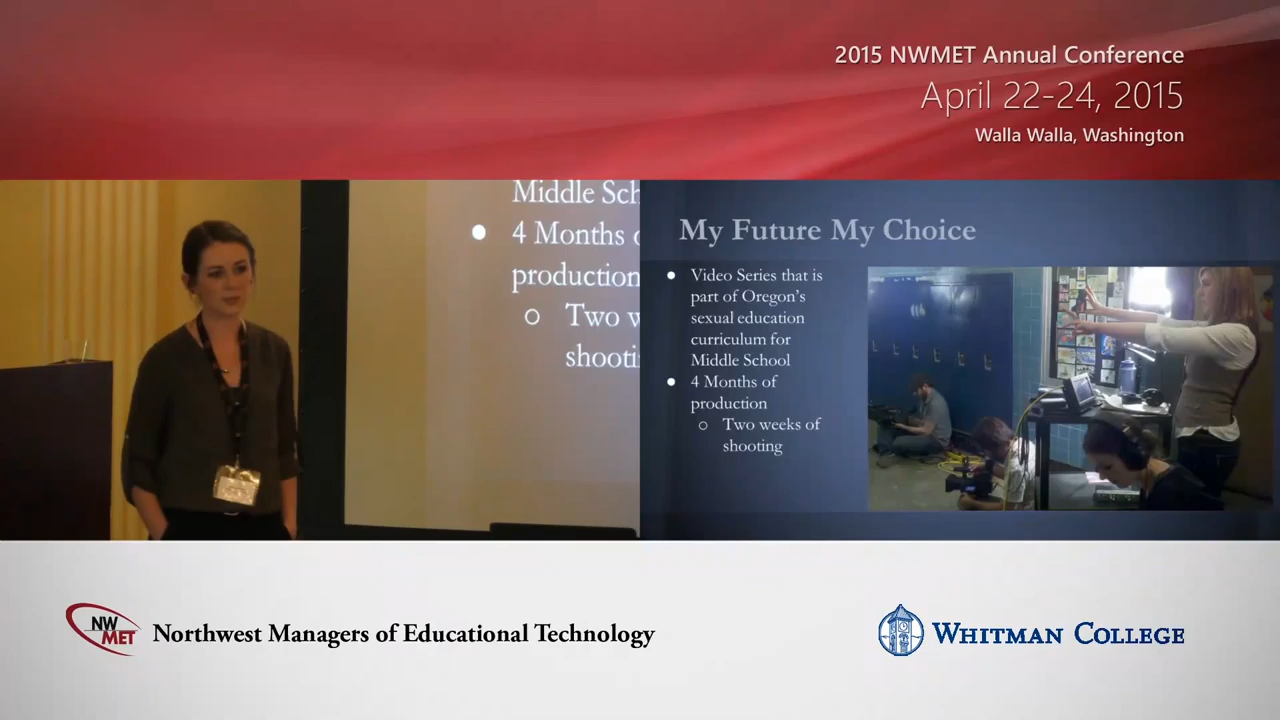 2015 NWMET Annual Conference
April 22-24, 2015
Walla Walla, Washington
Middle Sch
● 4 Months
production
○ Two w
shooti
My Future My Choice
● Video Series that is
part of Oregon's
sexual education
curriculum for
Middle School
● 4 Months of
production
○ Two weeks of
shooting
NW
MET
Northwest Managers of Educational Technology
WHITMAN COLLEGE